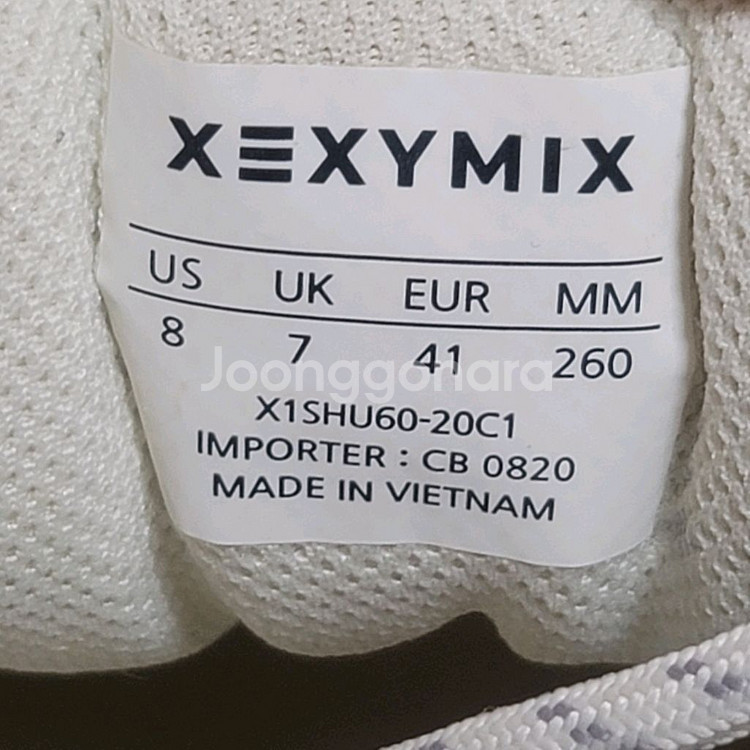 XEXYMIX
US UK EUR MM
8 7 41 260
Joonggonara
X1SHU60-20C1
IMPORTER : CB 0820
MADE IN VIETNAM